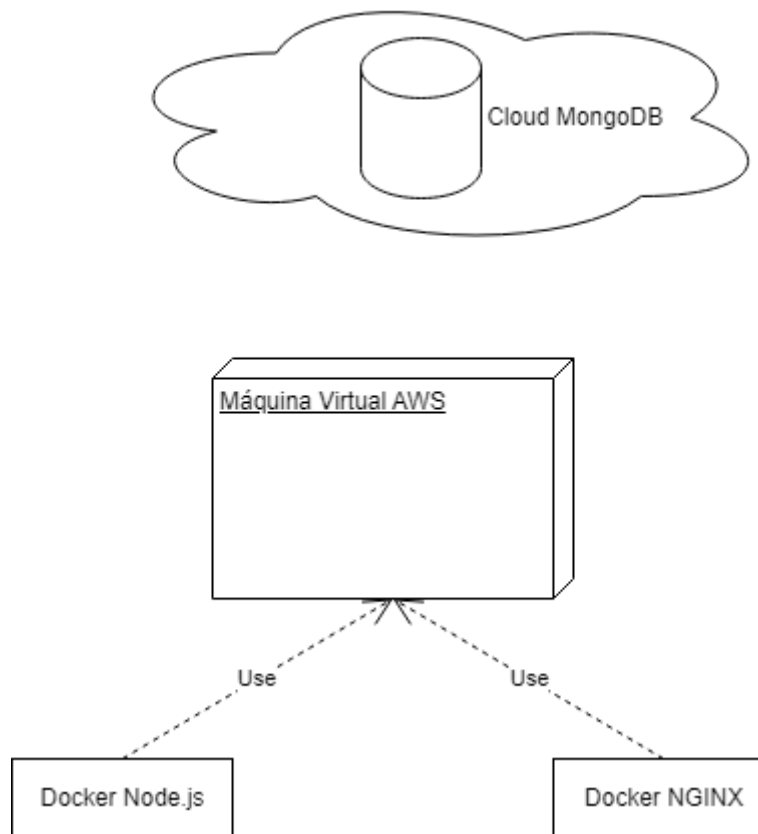 Cloud MongoDB
Máquina Virtual AWS
Use
Use
Docker Node.js
Docker NGINX